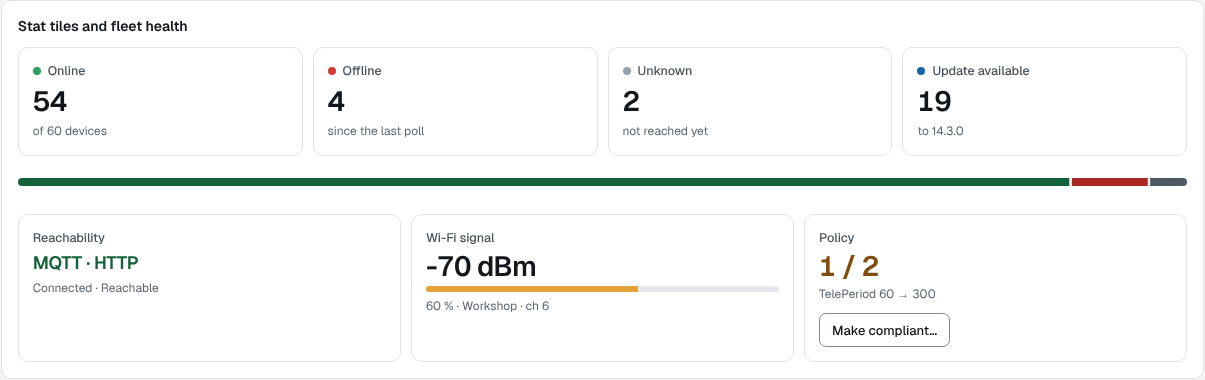 Stat tiles and fleet health
Online
54
of 60 devices
Offline
4
since the last poll
Unknown
2
not reached yet
Update available
19
to 14.3.0
Reachability
MQTT · HTTP
Connected · Reachable
Wi-Fi signal
-70 dBm
60 % · Workshop · ch 6
Policy
1 / 2
TelePeriod 60 → 300
Make compliant…